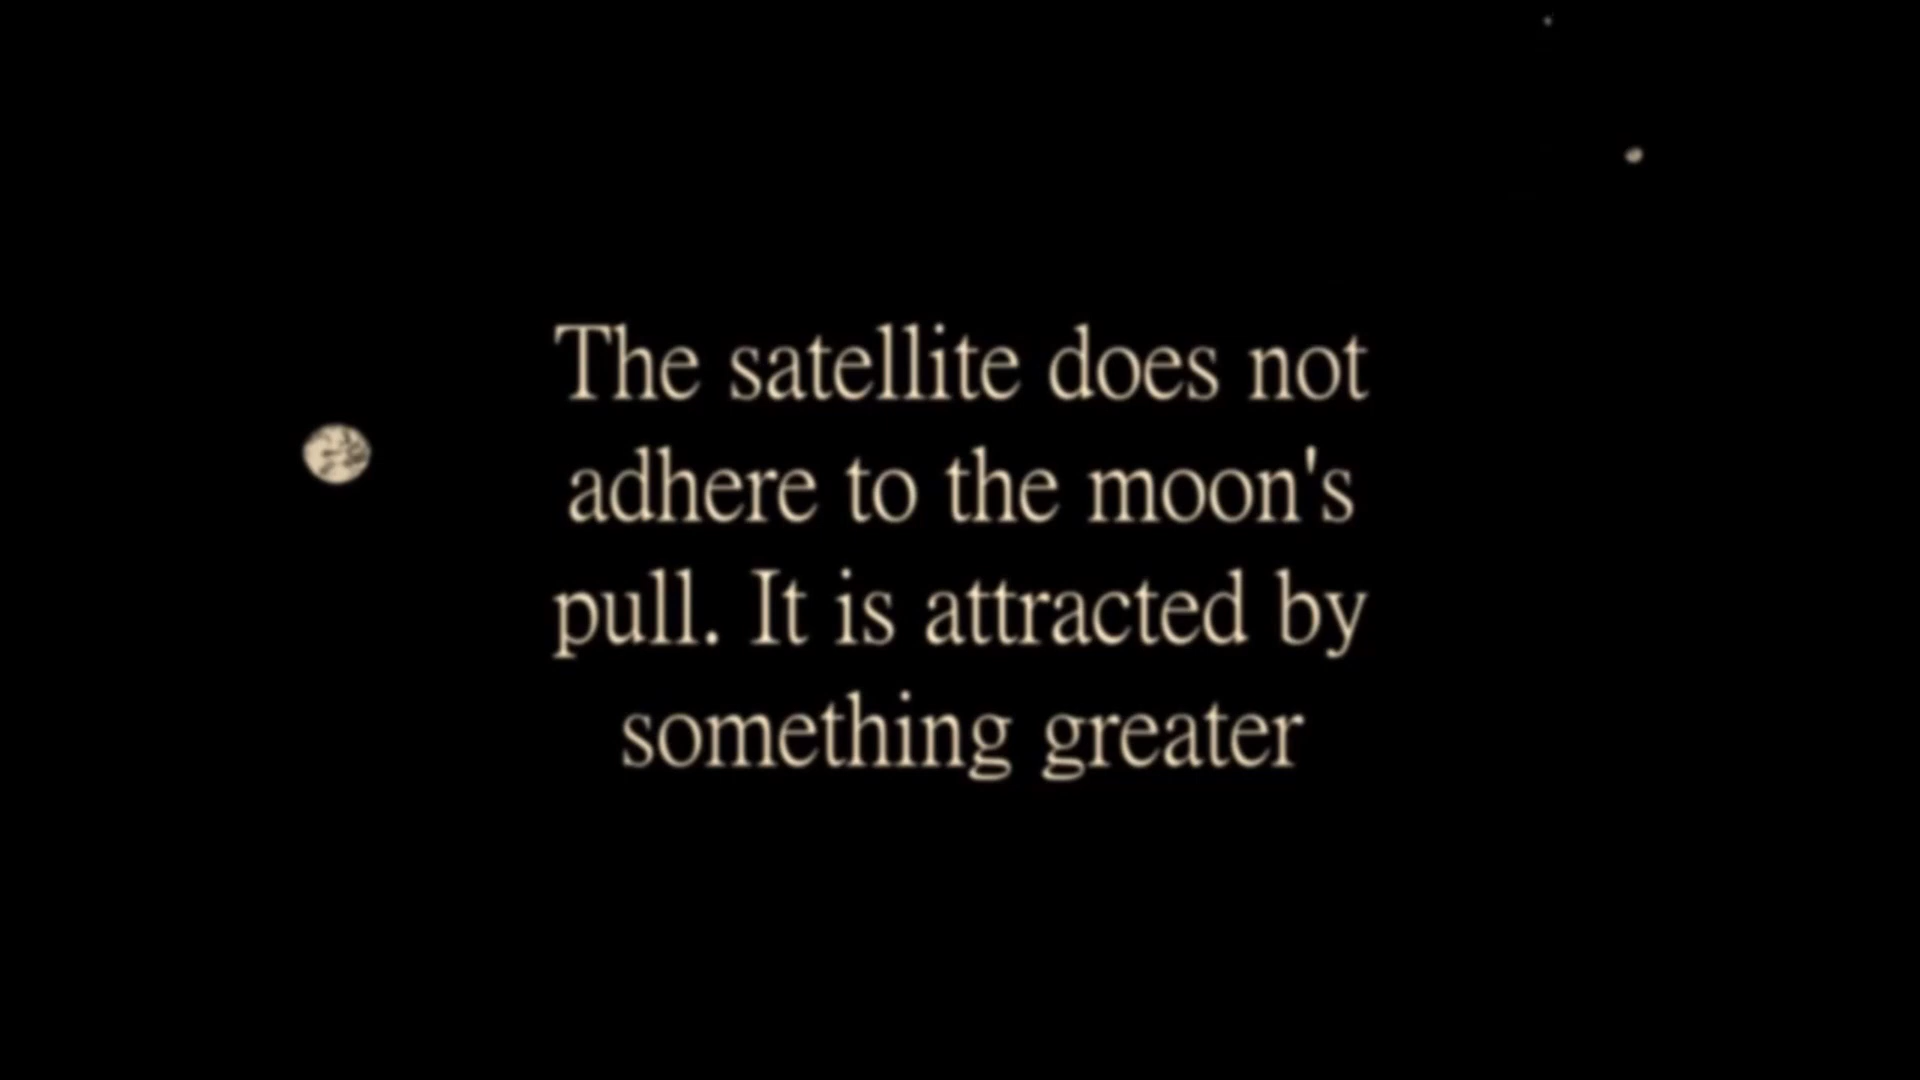 The satellite does not
adhere to the moon's
pull. It is attracted by
something greater